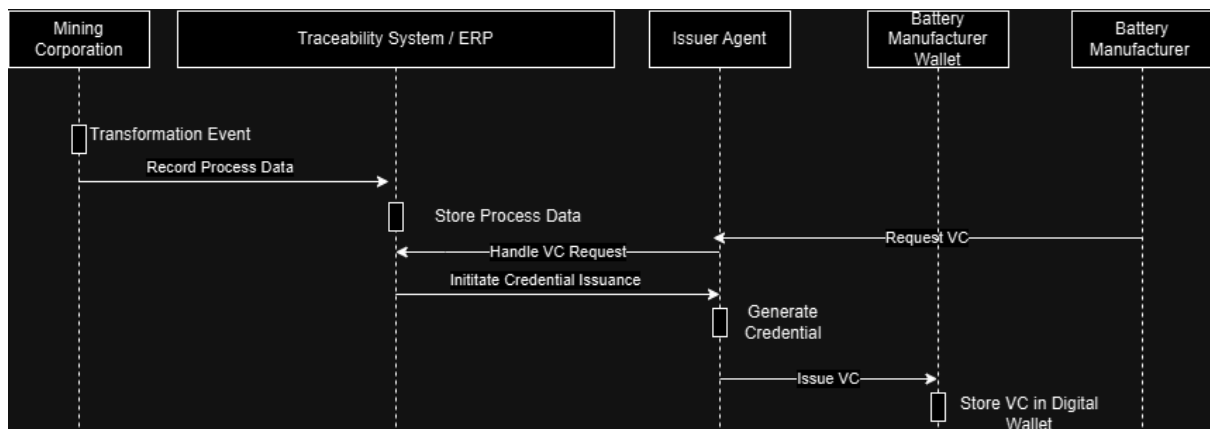 Mining
Corporation
Traceability System / ERP
Issuer Agent
Battery
Manufacturer
Wallet
Battery
Manufacturer
Transformation Event
Record Process Data
Store Process Data
Request VC
Handle VC Request
Inititate Credential Issuance
Generate
Credential
Issue VC
Store VC in Digital
Wallet